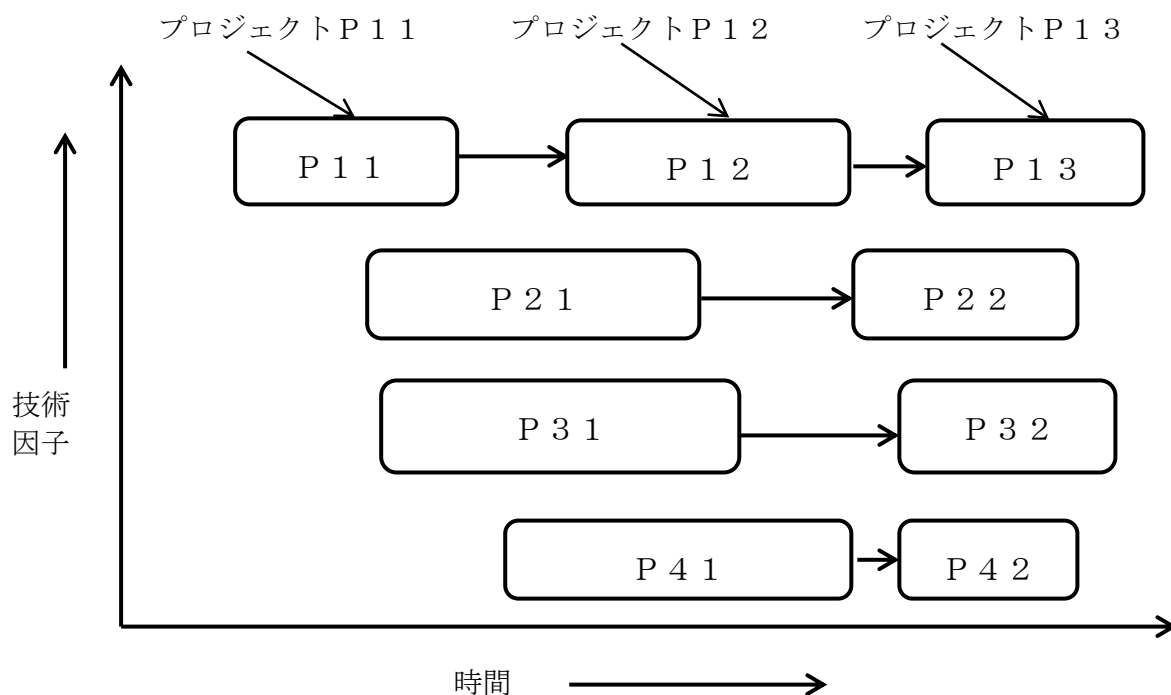 プロジェクトP11
プロジェクトP12
プロジェクトP13
P11
P12
P13
P21
P22
P31
P32
P41
P42
技術
因子
時間